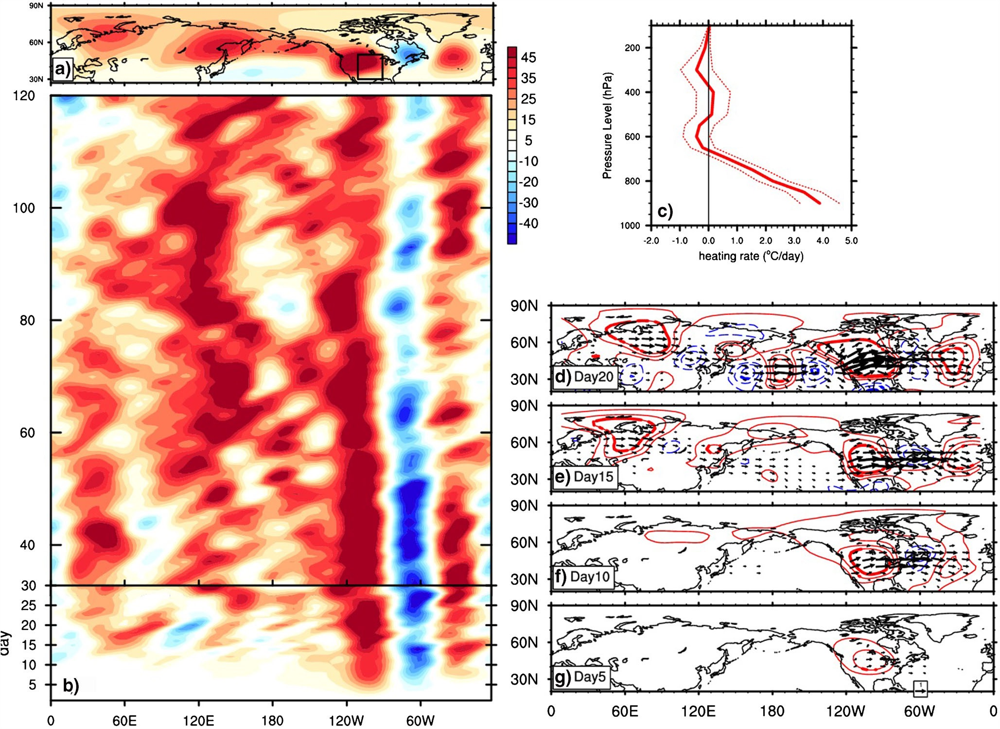 90N
60N
30N
a)
45
35
25
15
5
-10
-20
-30
-40
120
100
80
60
40
30
25
20
15
10
5
day
b)
0
60E
120E
180
120W
60W
200
400
600
800
1000
Pressure Level (hPa)
c)
-2.0 -1.0 0.0 1.0 2.0 3.0 4.0 5.0
heating rate (°C/day)
90N
60N
30N
d) Day20
90N
60N
30N
e) Day15
90N
60N
30N
f) Day10
90N
60N
30N
g) Day5
1
0 60E 120E 180 120W 60W 0